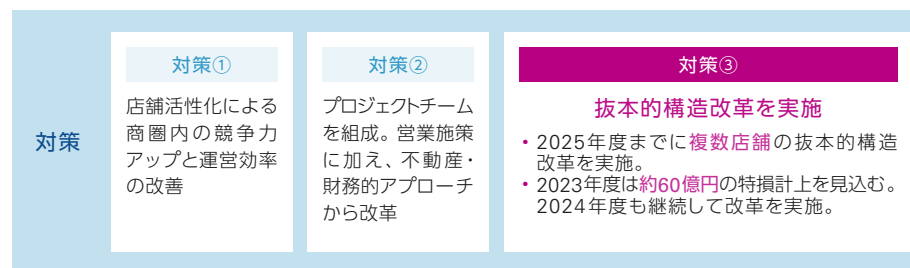 対策
対策①
店舗活性化による
商圏内の競争力
アップと運営効率
の改善
対策②
プロジェクトチーム
を組成。営業施策
に加え、不動産・
財務的アプローチ
から改革
対策③
抜本的構造改革を実施
• 2025年度までに複数店舗の抜本的構造
改革を実施。
• 2023年度は約60億円の特損計上を見込む。
2024年度も継続して改革を実施。